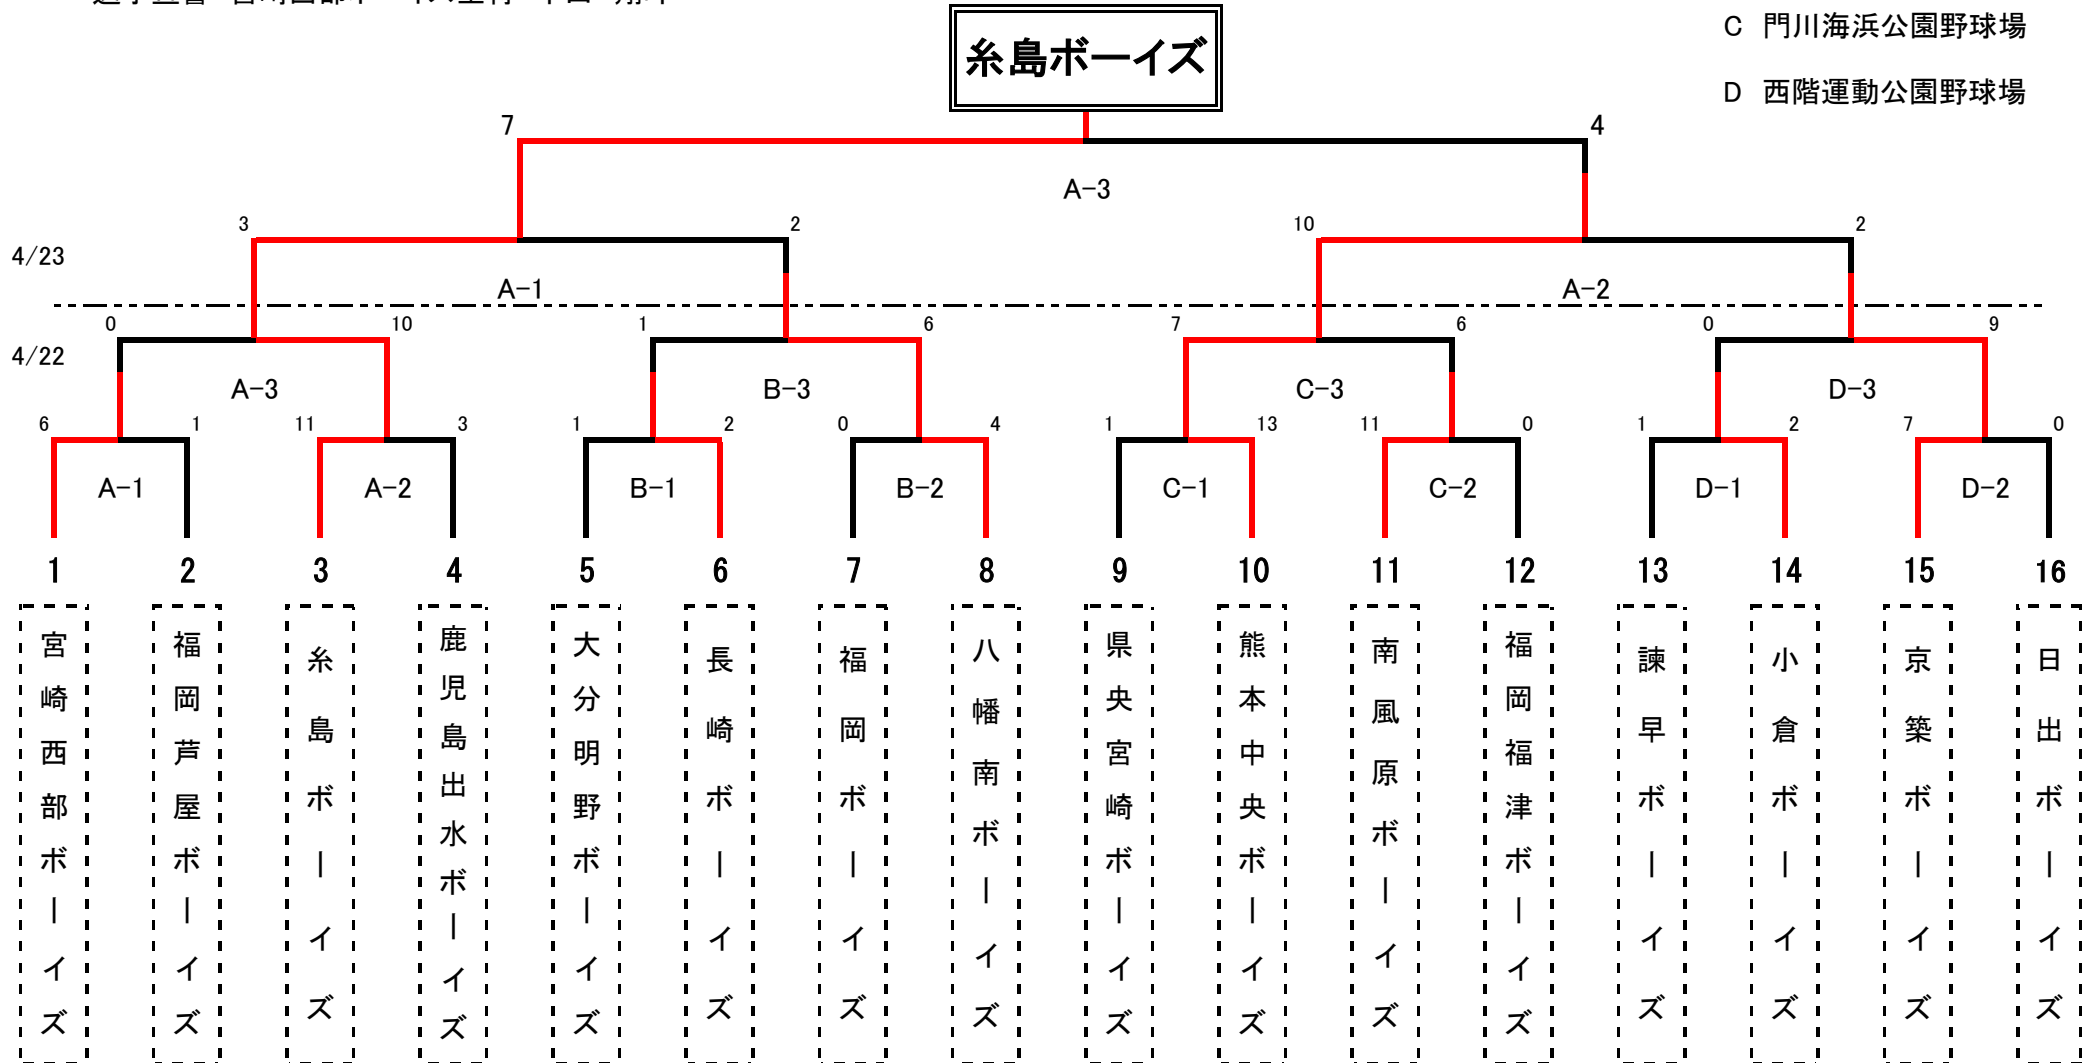 糸島ボーイズ
C 門川海浜公園野球場
D 西階運動公園野球場
7 4
A-3
3 2 10 2
4/23
A-1 A-2
0 10 1 6 7 6 0 9
4/22
A-3 B-3 C-3 D-3
6 1 11 3 1 2 0 4 1 13 11 0 1 2 7 0
A-1 A-2 B-1 B-2 C-1 C-2 D-1 D-2
1 2 3 4 5 6 7 8 9 10 11 12 13 14 15 16
宮崎西部ボーイズ
福岡芦屋ボーイズ
糸島ボーイズ
鹿児島出水ボーイズ
大分明野ボーイズ
長崎ボーイズ
福岡ボーイズ
八幡南ボーイズ
県央宮崎ボーイズ
熊本中央ボーイズ
南風原ボーイズ
福岡福津ボーイズ
諫早ボーイズ
小倉ボーイズ
京築ボーイズ
日出ボーイズ